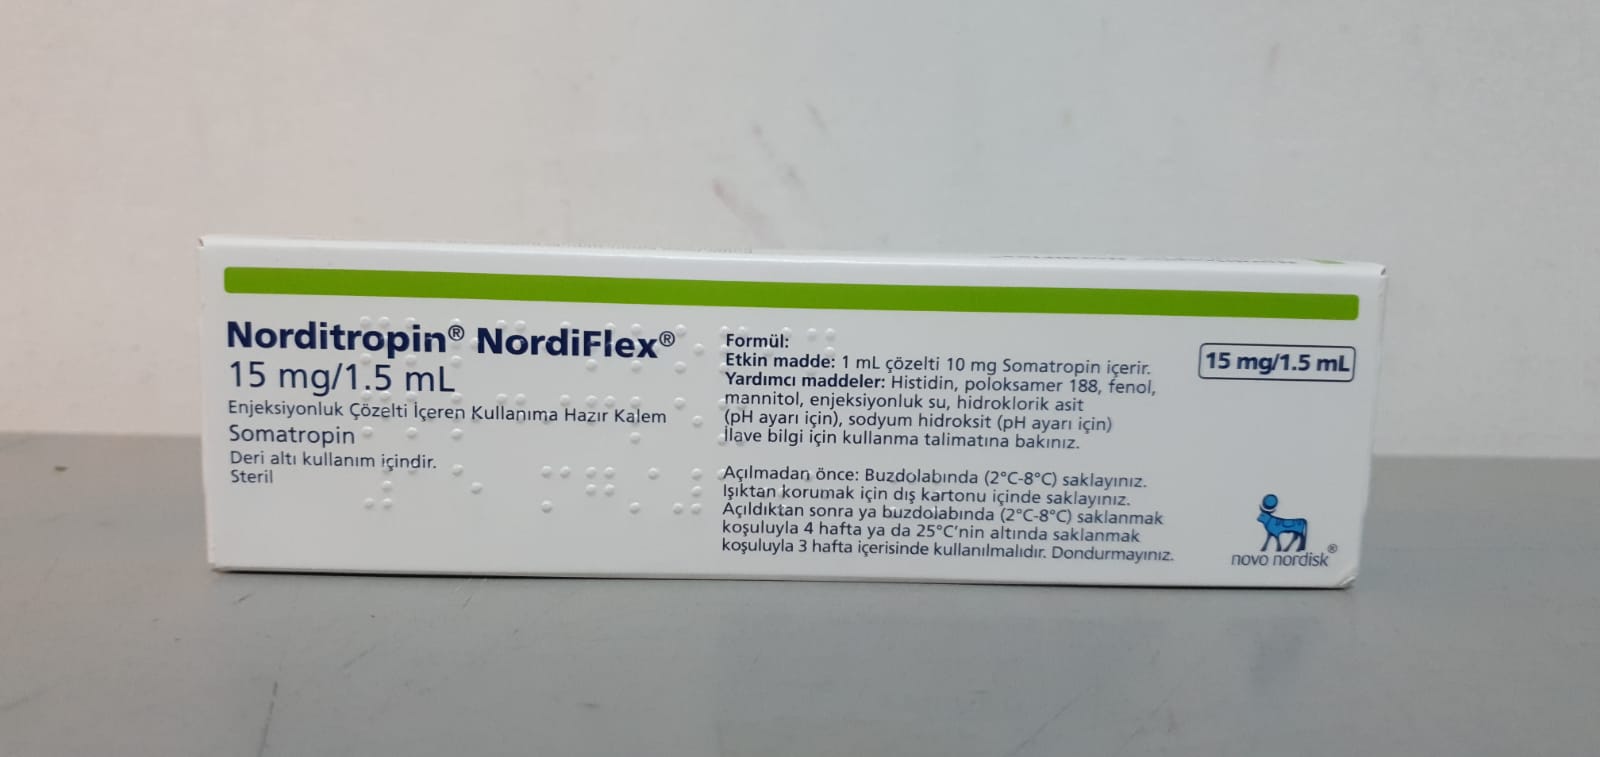 Norditropin® NordiFlex®
15 mg/1.5 mL
Enjeksiyonluk Çözelti İçeren Kullanıma Hazır Kalem
Somatropin
Deri altı kullanım içindir.
Steril
Formül:
Etkin madde: 1 mL çözelti 10 mg Somatropin içerir.
Yardımcı maddeler: Histidin, poloksamer 188, fenol,
mannitol, enjeksiyonluk su, hidroklorik asit
(pH ayarı için), sodyum hidroksit (pH ayarı için)
İlave bilgi için kullanma talimatına bakınız.
Açılmadan önce: Buzdolabında (2°C-8°C) saklayınız.
Işıktan korumak için dış kartonu içinde saklayınız.
Açıldıktan sonra ya buzdolabında (2°C-8°C) saklanmak
koşuluyla 4 hafta ya da 25°C'nin altında saklanmak
koşuluyla 3 hafta içerisinde kullanılmalıdır. Dondurmayınız.
15 mg/1.5 mL
novo nordisk®